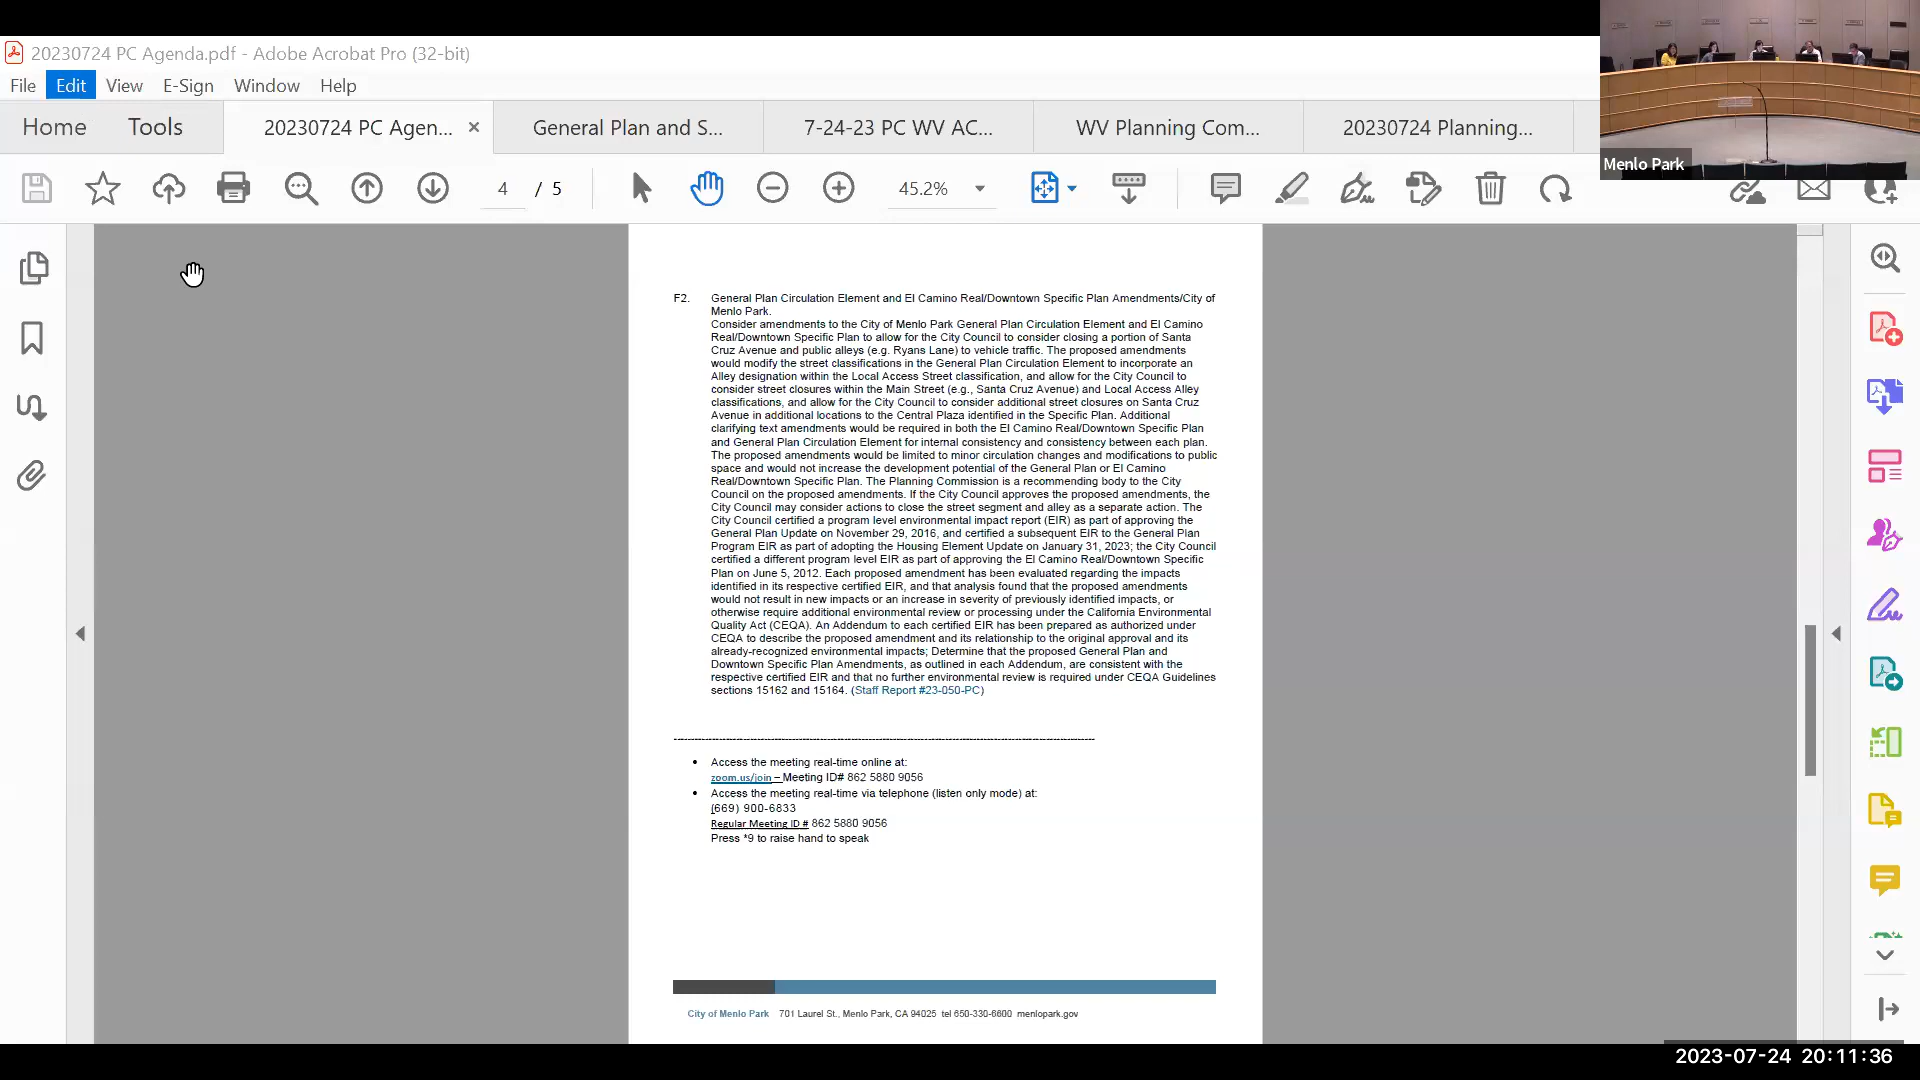 20230724 PC Agenda.pdf - Adobe Acrobat Pro (32-bit)
File Edit View E-Sign Window Help
Home Tools 20230724 PC Agen... × General Plan and S... 7-24-23 PC WV AC... WV Planning Com... 20230724 Planning...
Menlo Park
4 / 5 45.2%
F2. General Plan Circulation Element and El Camino Real/Downtown Specific Plan Amendments/City of
Menlo Park.
Consider amendments to the City of Menlo Park General Plan Circulation Element and El Camino
Real/Downtown Specific Plan to allow for the City Council to consider closing a portion of Santa
Cruz Avenue and public alleys (e.g. Ryans Lane) to vehicle traffic. The proposed amendments
would modify the street classifications in the General Plan Circulation Element to incorporate an
Alley designation within the Local Access Street classification, and allow for the City Council to
consider street closures within the Main Street (e.g., Santa Cruz Avenue) and Local Access Alley
classifications, and allow for the City Council to consider additional street closures on Santa Cruz
Avenue in additional locations to the Central Plaza identified in the Specific Plan. Additional
clarifying text amendments would be required in both the El Camino Real/Downtown Specific Plan
and General Plan Circulation Element for internal consistency and consistency between each plan.
The proposed amendments would be limited to minor circulation changes and modifications to public
space and would not increase the development potential of the General Plan or El Camino
Real/Downtown Specific Plan. The Planning Commission is a recommending body to the City
Council on the proposed amendments. If the City Council approves the proposed amendments, the
City Council may consider actions to close the street segment and alley as a separate action. The
City Council certified a program level environmental impact report (EIR) as part of approving the
General Plan Update on November 29, 2016, and certified a subsequent EIR to the General Plan
Program EIR as part of adopting the Housing Element Update on January 31, 2023; the City Council
certified a different program level EIR as part of approving the El Camino Real/Downtown Specific
Plan on June 5, 2012. Each proposed amendment has been evaluated regarding the impacts
identified in its respective certified EIR, and that analysis found that the proposed amendments
would not result in new impacts or an increase in severity of previously identified impacts, or
otherwise require additional environmental review or processing under the California Environmental
Quality Act (CEQA). An Addendum to each certified EIR has been prepared as authorized under
CEQA to describe the proposed amendment and its relationship to the original approval and its
already-recognized environmental impacts; Determine that the proposed General Plan and
Downtown Specific Plan Amendments, as outlined in each Addendum, are consistent with the
respective certified EIR and that no further environmental review is required under CEQA Guidelines
sections 15162 and 15164. (Staff Report #23-050-PC)
• Access the meeting real-time online at:
zoom.us/join – Meeting ID# 862 5880 9056
• Access the meeting real-time via telephone (listen only mode) at:
(669) 900-6833
Regular Meeting ID # 862 5880 9056
Press *9 to raise hand to speak
City of Menlo Park 701 Laurel St., Menlo Park, CA 94025 tel 650-330-6600 menlopark.gov
2023-07-24 20:11:36